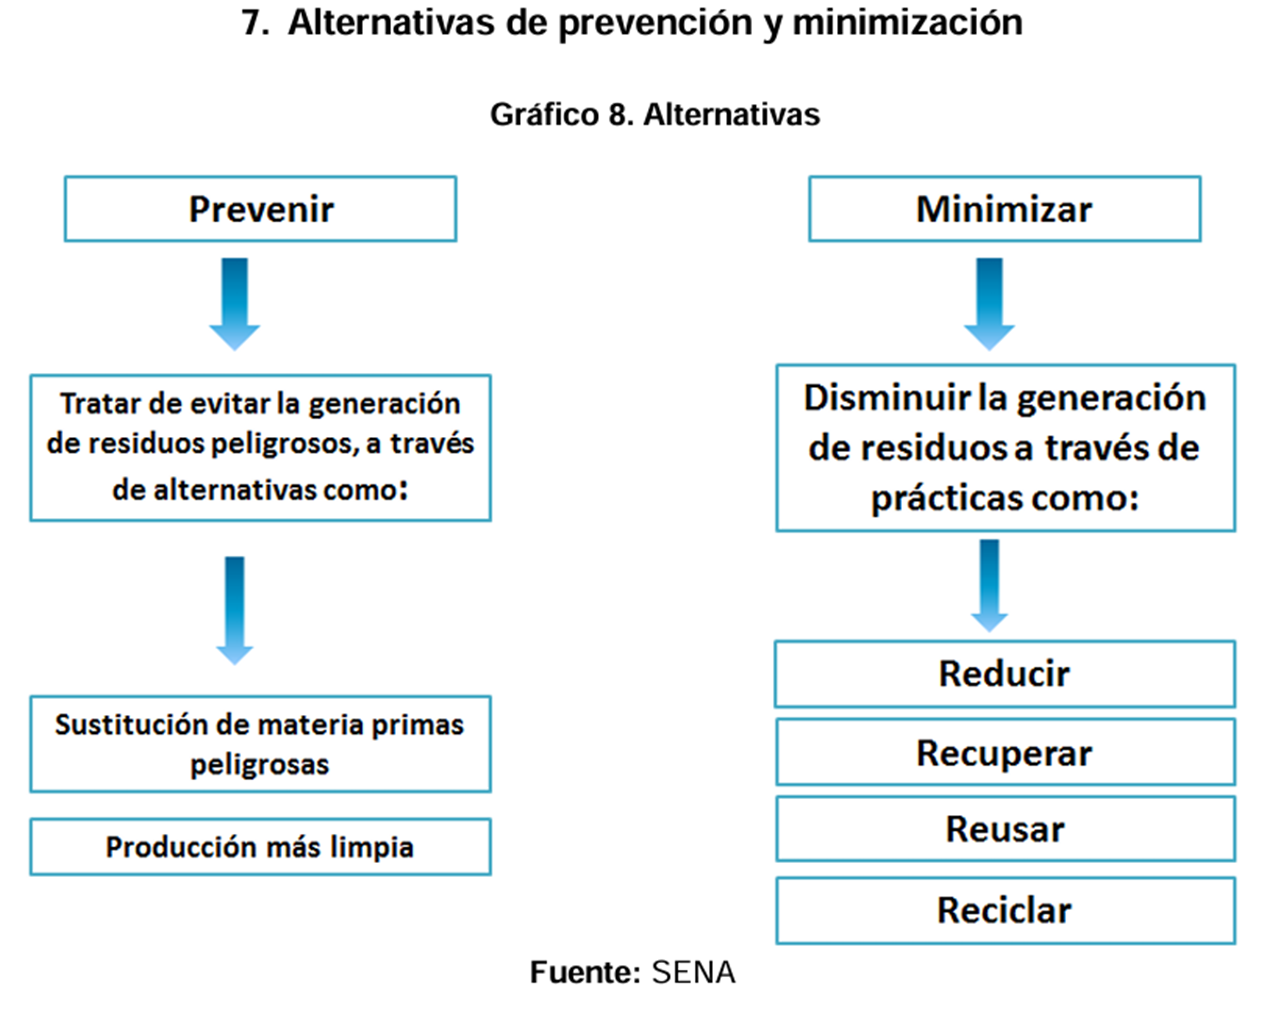 7. Alternativas de prevención y minimización
Gráfico 8. Alternativas
Prevenir
Tratar de evitar la generación
de residuos peligrosos, a través
de alternativas como:
Sustitución de materia primas
peligrosas
Producción más limpia
Minimizar
Disminuir la generación
de residuos a través de
prácticas como:
Reducir
Recuperar
Reusar
Reciclar
Fuente: SENA